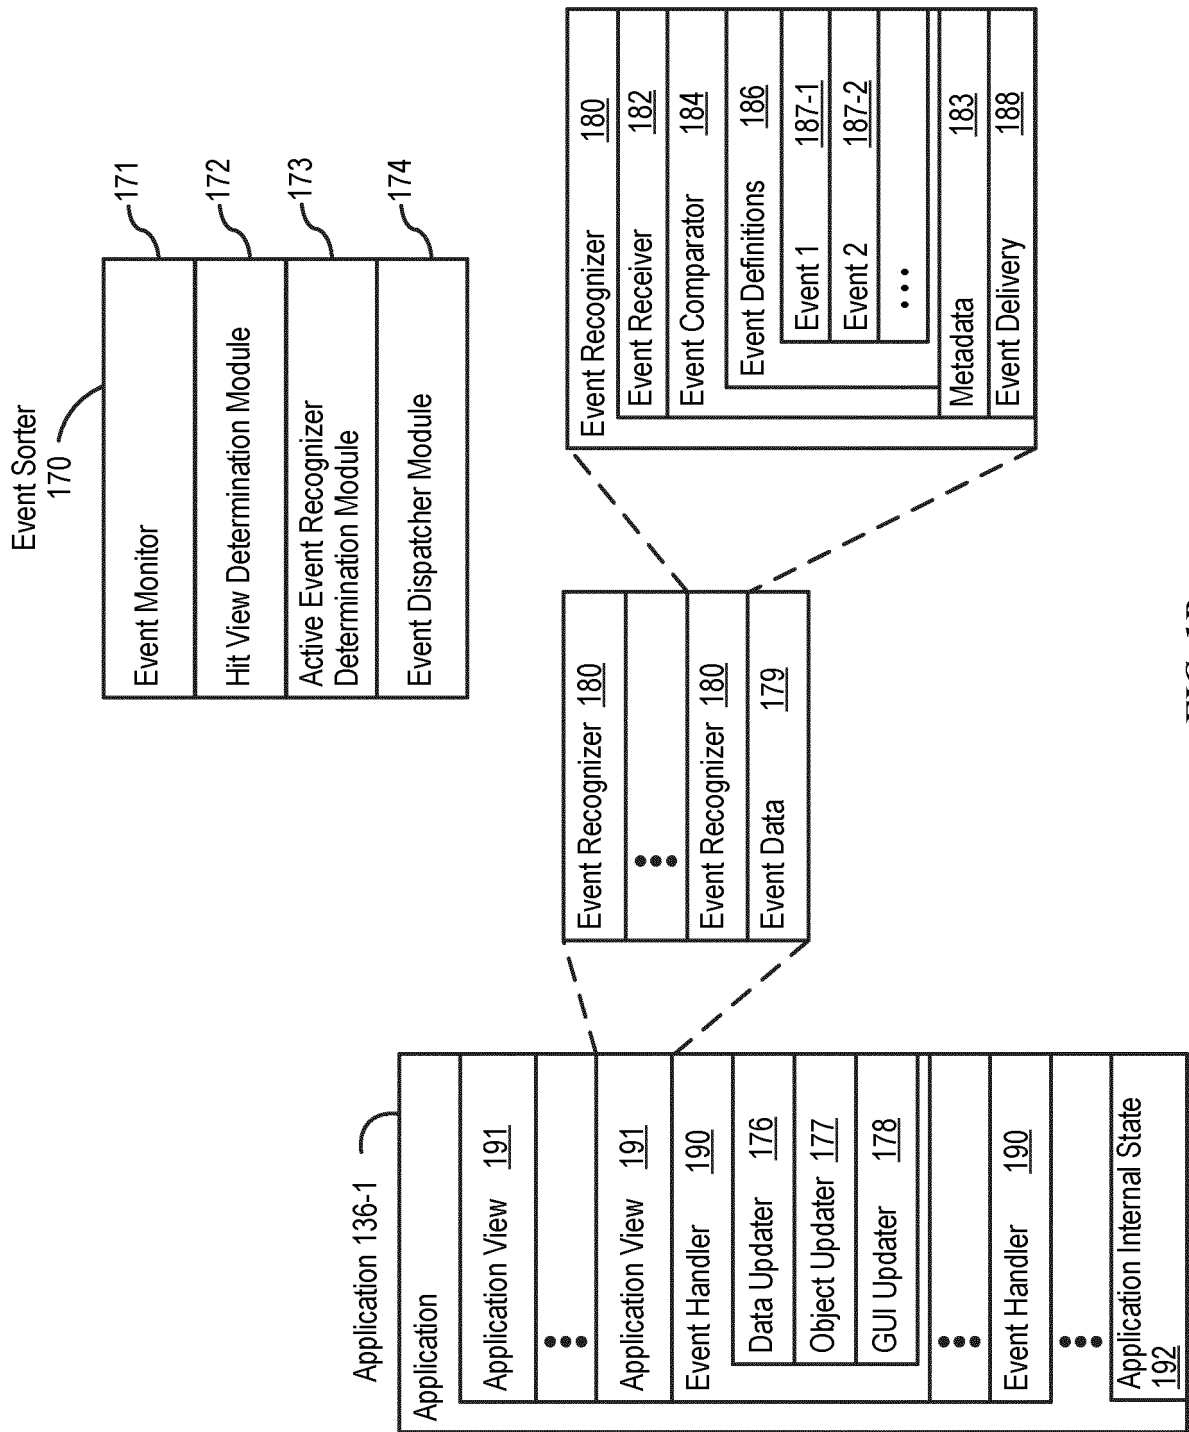 Event Sorter
170
Event Monitor
171
Hit View Determination Module
172
Active Event Recognizer
Determination Module
173
Event Dispatcher Module
174
Application 136-1
Application
Application View 191
•••
Application View 191
Event Handler 190
Data Updater 176
Object Updater 177
GUI Updater 178
•••
Event Handler 190
•••
Application Internal State
192
Event Recognizer 180
•••
Event Recognizer 180
Event Data 179
Event Recognizer 180
Event Receiver 182
Event Comparator 184
Event Definitions 186
Event 1 187-1
Event 2 187-2
•••
Metadata 183
Event Delivery 188